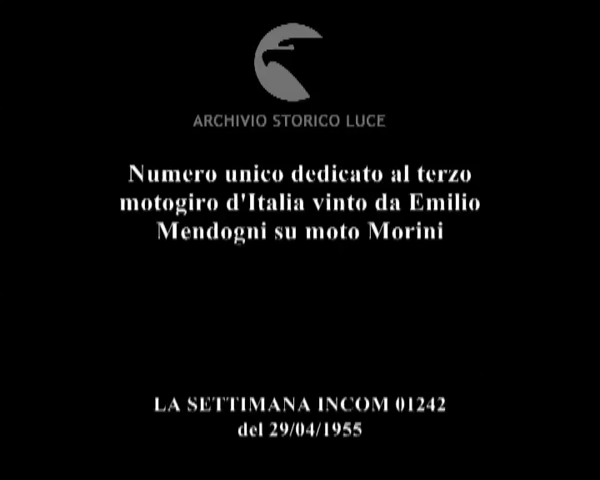 ARCHIVIO STORICO LUCE
Numero unico dedicato al terzo
motogiro d'Italia vinto da Emilio
Mendogni su moto Morini
LA SETTIMANA INCOM 01242
del 29/04/1955